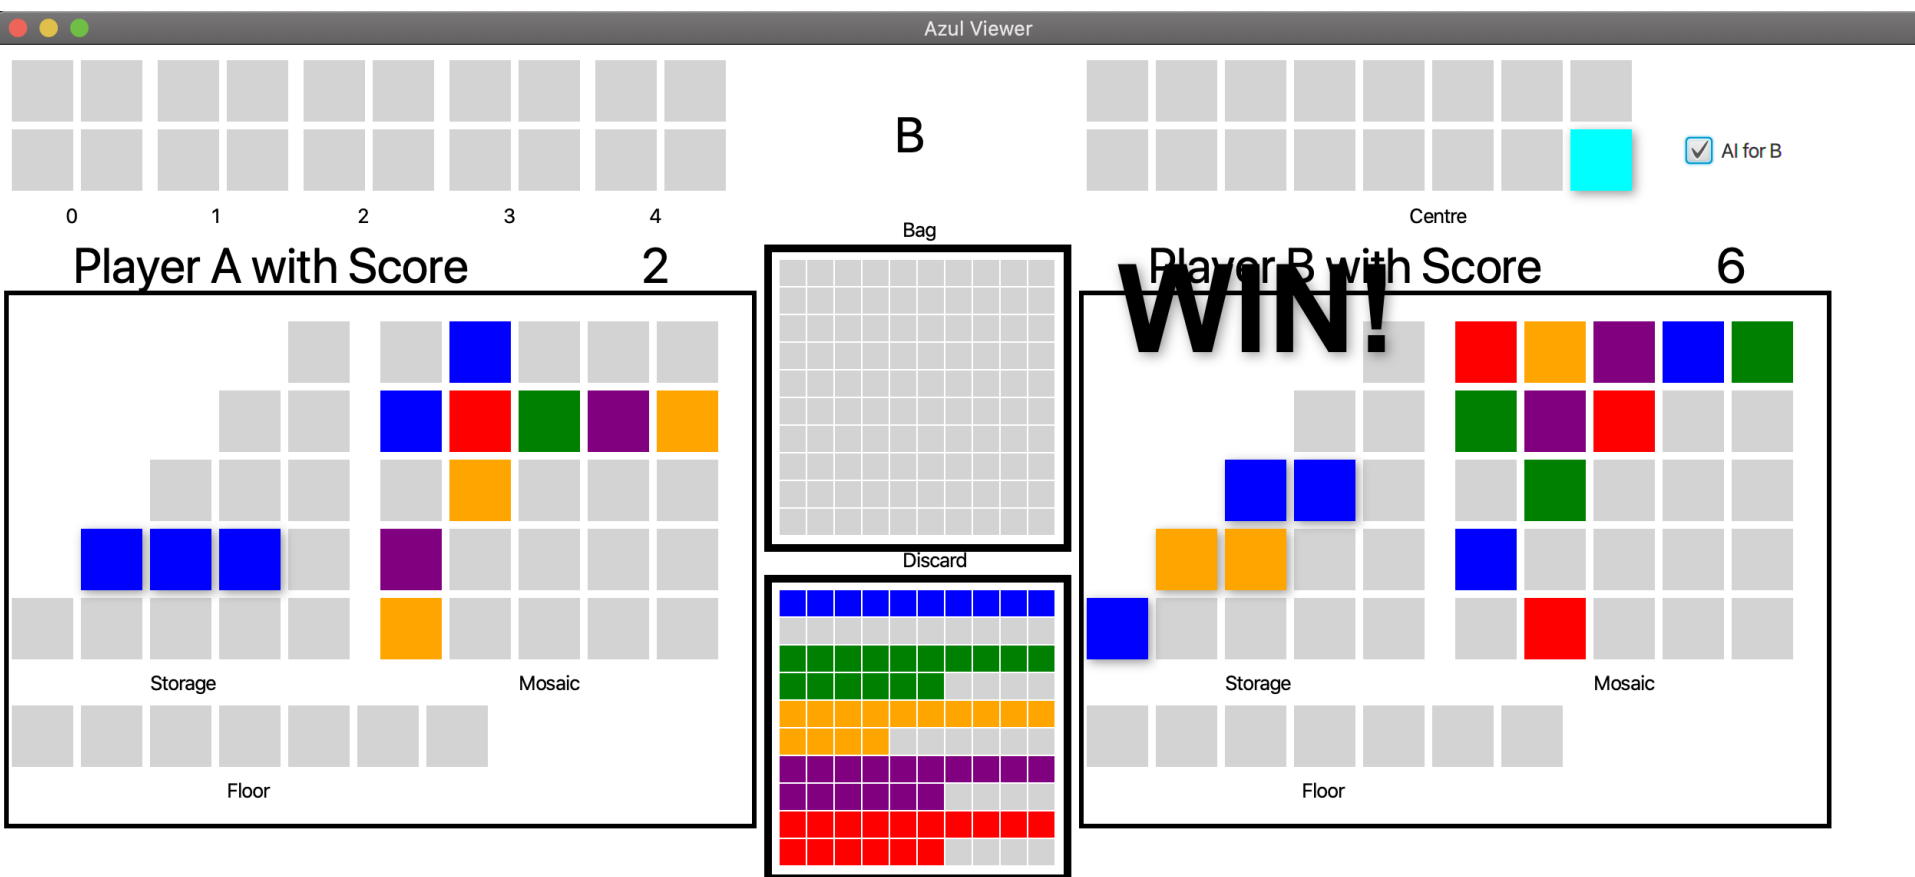 Azul Viewer
B
AI for B
0 1 2 3 4
Centre
Bag
Player A with Score 2
Player B with Score 6
WIN!
Discard
Storage Mosaic
Storage Mosaic
Floor
Floor